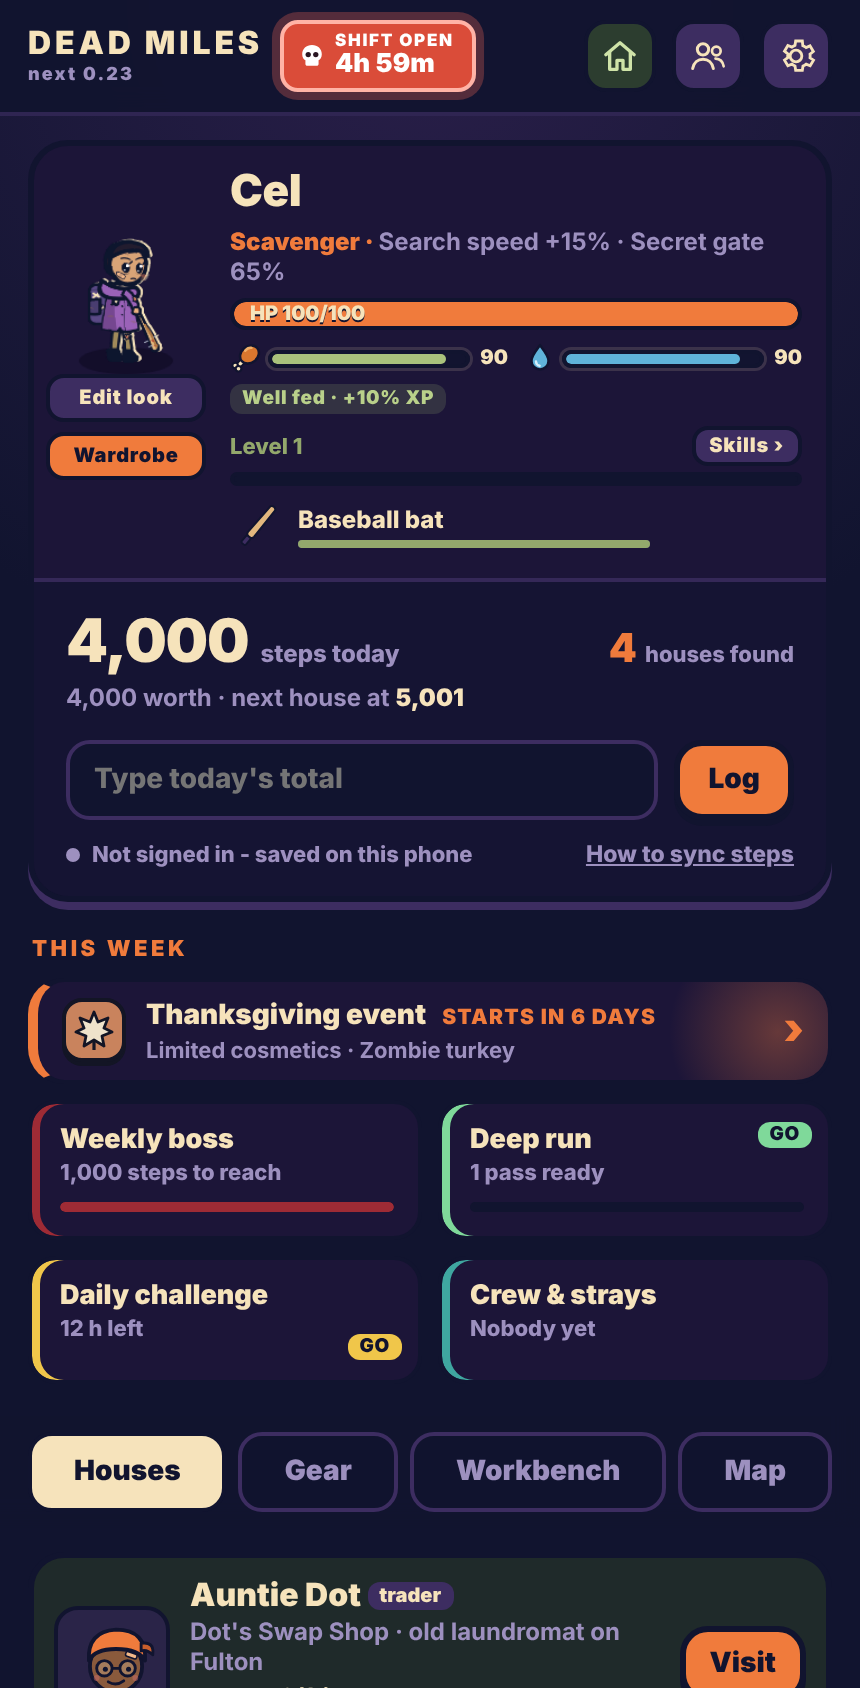 DEAD MILES
next 0.23
SHIFT OPEN
4h 59m
Cel
Scavenger · Search speed +15% · Secret gate
65%
HP 100/100
90
90
Well fed · +10% XP
Level 1
Skills ›
Edit look
Wardrobe
Baseball bat
4,000 steps today
4 houses found
4,000 worth · next house at 5,001
Type today's total
Log
Not signed in - saved on this phone
How to sync steps
THIS WEEK
Thanksgiving event STARTS IN 6 DAYS
Limited cosmetics · Zombie turkey
Weekly boss
1,000 steps to reach
Deep run
GO
1 pass ready
Daily challenge
12 h left
GO
Crew & strays
Nobody yet
Houses
Gear
Workbench
Map
Auntie Dot trader
Dot's Swap Shop · old laundromat on
Fulton
Visit